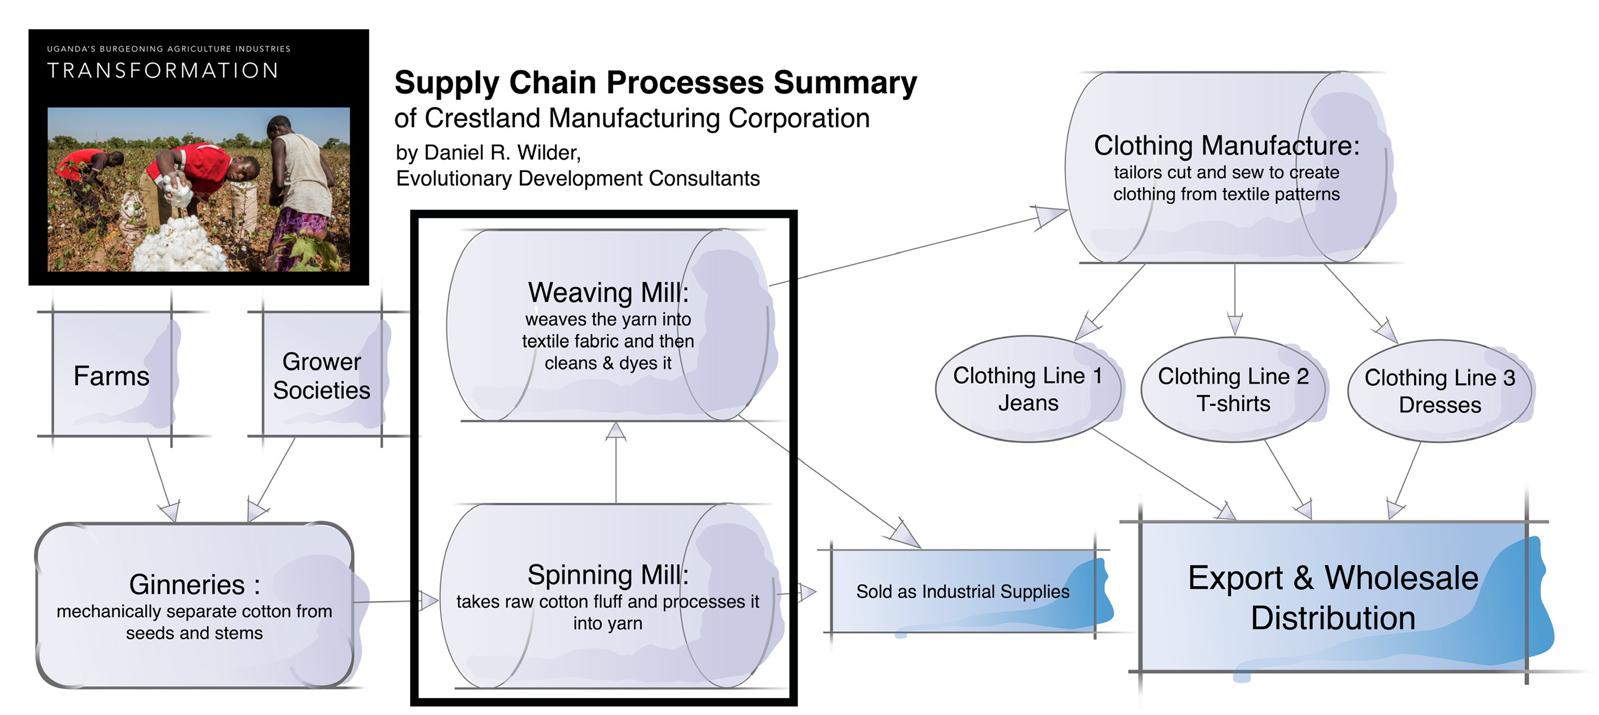 UGANDA'S BURGEONING AGRICULTURE INDUSTRIES
TRANSFORMATION
Supply Chain Processes Summary
of Crestland Manufacturing Corporation
by Daniel R. Wilder,
Evolutionary Development Consultants
Farms
Grower
Societies
Ginneries :
mechanically separate cotton from
seeds and stems
Weaving Mill:
weaves the yarn into
textile fabric and then
cleans & dyes it
Spinning Mill:
takes raw cotton fluff and processes it
into yarn
Clothing Manufacture:
tailors cut and sew to create
clothing from textile patterns
Clothing Line 1
Jeans
Clothing Line 2
T-shirts
Clothing Line 3
Dresses
Sold as Industrial Supplies
Export & Wholesale
Distribution